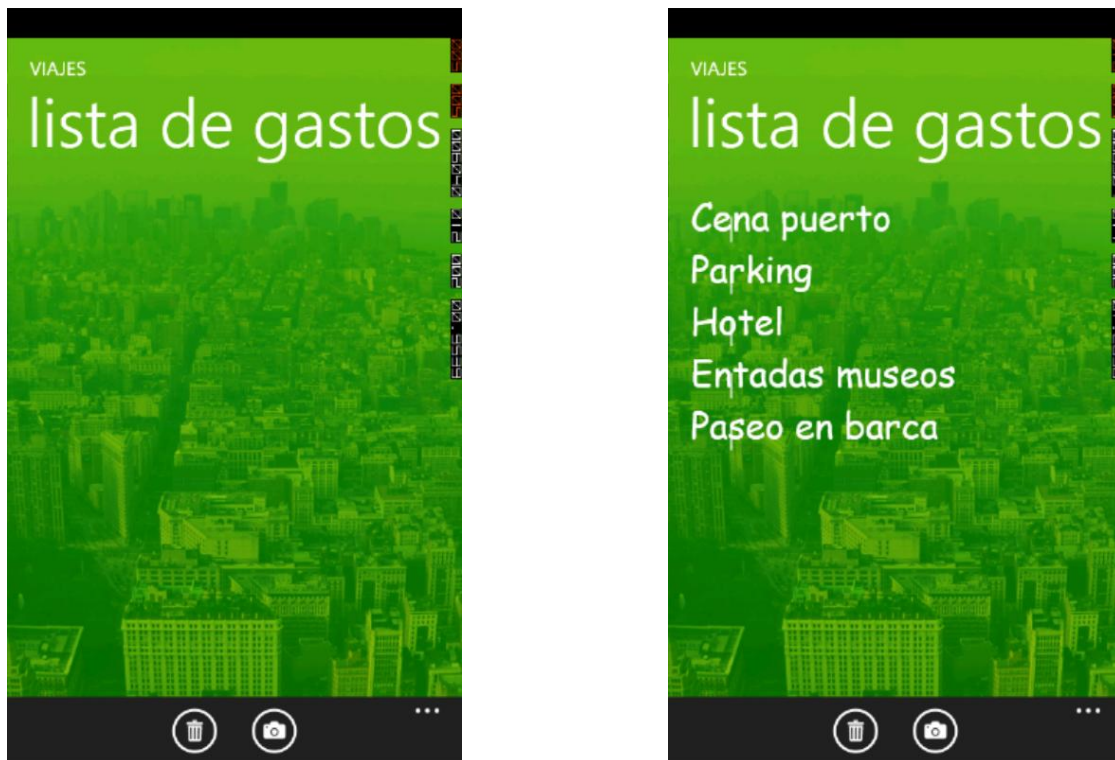 VIAJES
lista de gastos
VIAJES
lista de gastos
Cena puerto
Parking
Hotel
Entadas museos
Paseo en barca